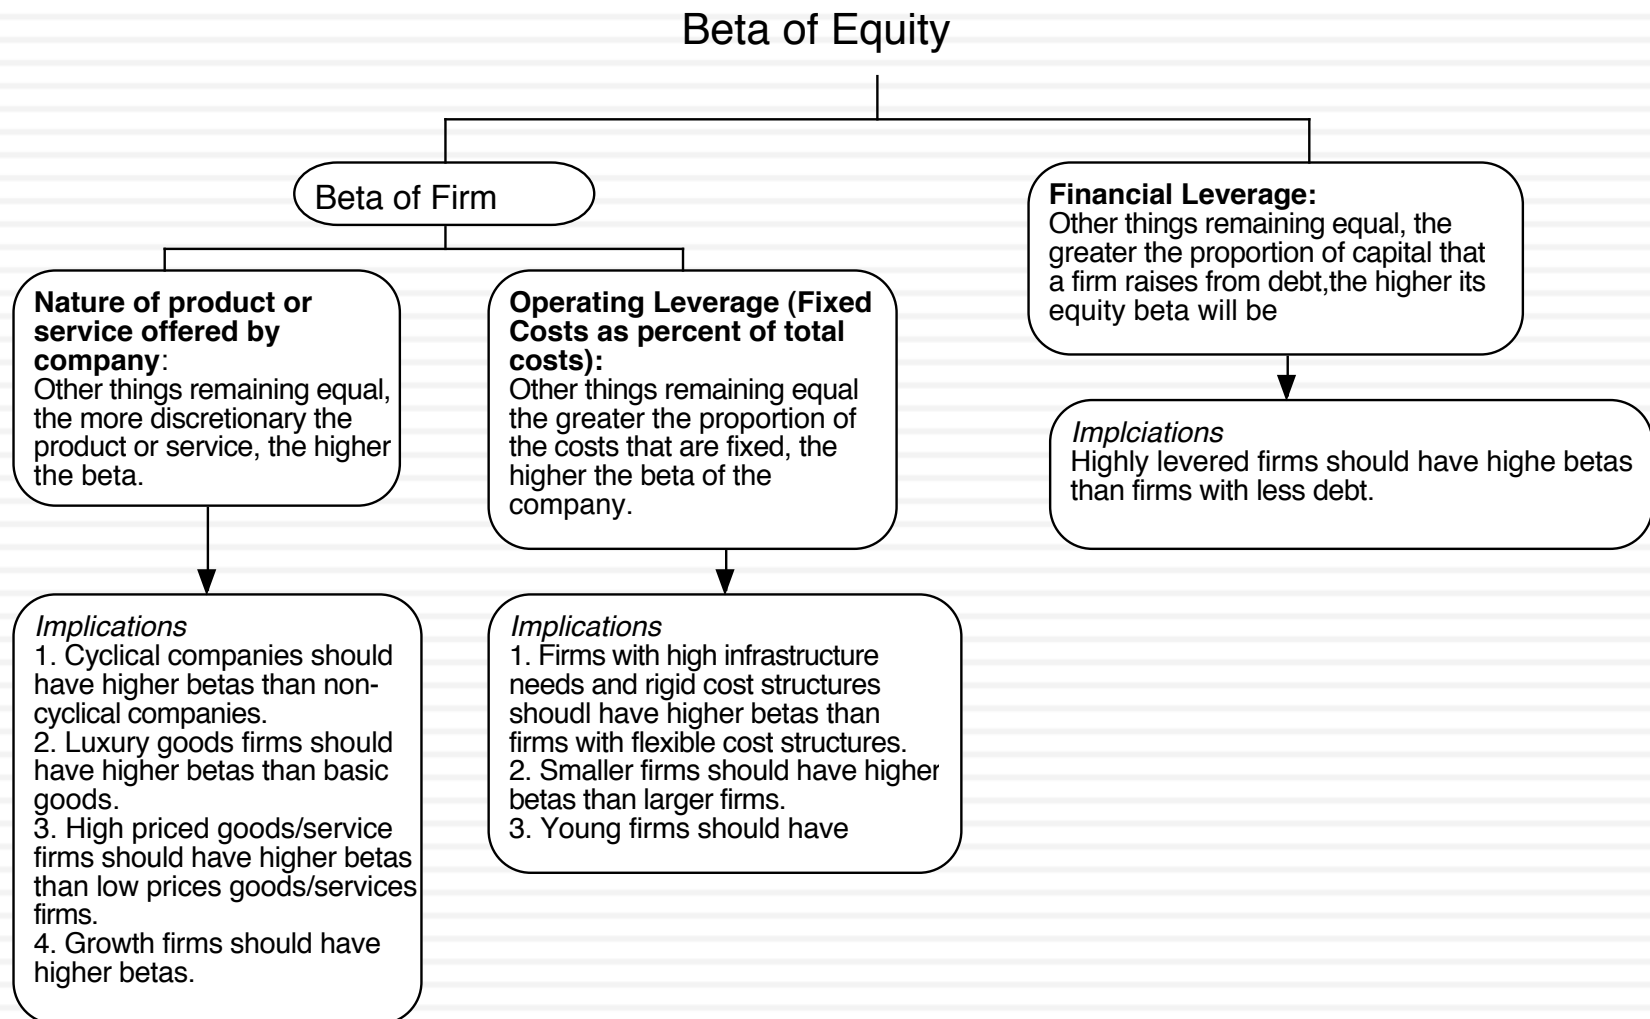 Beta of Equity
Beta of Firm
Financial Leverage:
Other things remaining equal, the
greater the proportion of capital that
a firm raises from debt,the higher its
equity beta will be
Nature of product or
service offered by
company:
Other things remaining equal,
the more discretionary the
product or service, the higher
the beta.
Operating Leverage (Fixed
Costs as percent of total
costs):
Other things remaining equal
the greater the proportion of
the costs that are fixed, the
higher the beta of the
company.
Implciations
Highly levered firms should have highe betas
than firms with less debt.
Implications
1. Cyclical companies should
have higher betas than non-
cyclical companies.
2. Luxury goods firms should
have higher betas than basic
goods.
3. High priced goods/service
firms should have higher betas
than low prices goods/services
firms.
4. Growth firms should have
higher betas.
Implications
1. Firms with high infrastructure
needs and rigid cost structures
shoudl have higher betas than
firms with flexible cost structures.
2. Smaller firms should have higher
betas than larger firms.
3. Young firms should have